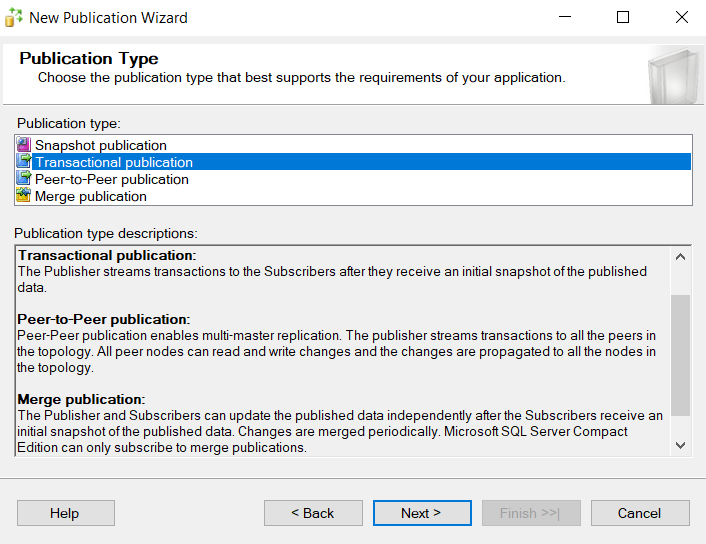 New Publication Wizard
Publication Type
Choose the publication type that best supports the requirements of your application.
Publication type:
Snapshot publication
Transactional publication
Peer-to-Peer publication
Merge publication
Publication type descriptions:
Transactional publication:
The Publisher streams transactions to the Subscribers after they receive an initial snapshot of the published
data.
Peer-to-Peer publication:
Peer-Peer publication enables multi-master replication. The publisher streams transactions to all the peers in
the topology. All peer nodes can read and write changes and the changes are propagated to all the nodes in
the topology.
Merge publication:
The Publisher and Subscribers can update the published data independently after the Subscribers receive an
initial snapshot of the published data. Changes are merged periodically. Microsoft SQL Server Compact
Edition can only subscribe to merge publications.
Help
< Back
Next >
Finish >>|
Cancel